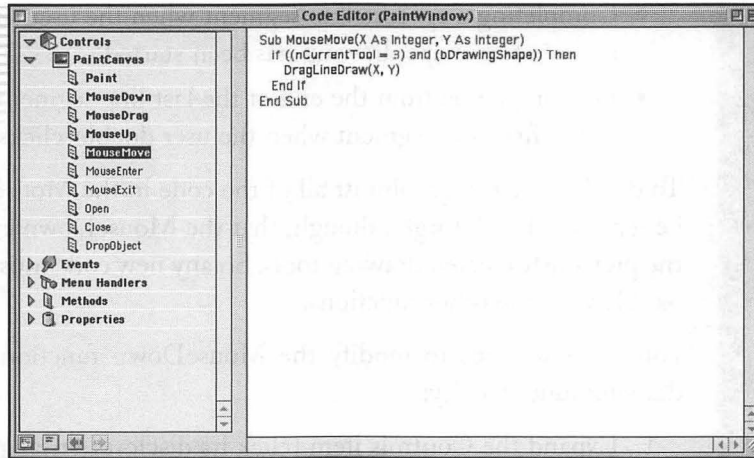 Code Editor (PaintWindow)
Controls
PaintCanvas
Paint
MouseDown
MouseDrag
MouseUp
MouseMove
MouseEnter
MouseExit
Open
Close
DropObject
Events
Menu Handlers
Methods
Properties
Sub MouseMove(X As Integer, Y As Integer)
if ((nCurrentTool = 3) and (bDrawingShape)) Then
DragLineDraw(X, Y)
End If
End Sub